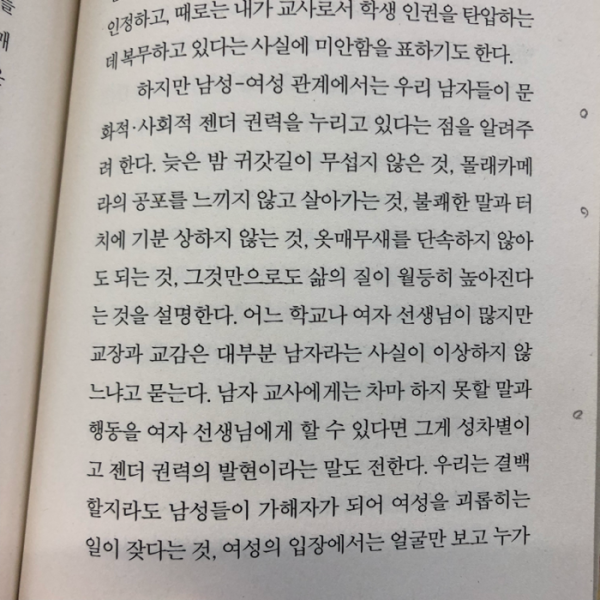 들
깨
은
인정하고, 때로는 내가 교사로서 학생 인권을 탄압하는
데 복무하고 있다는 사실에 미안함을 표하기도 한다.
하지만 남성-여성 관계에서는 우리 남자들이 문
화적·사회적 젠더 권력을 누리고 있다는 점을 알려주
려 한다. 늦은 밤 귀갓길이 무섭지 않은 것, 몰래카메
라의 공포를 느끼지 않고 살아가는 것, 불쾌한 말과 터
치에 기분 상하지 않는 것, 옷매무새를 단속하지 않아
도 되는 것, 그것만으로도 삶의 질이 월등히 높아진다
는 것을 설명한다. 어느 학교나 여자 선생님이 많지만
교장과 교감은 대부분 남자라는 사실이 이상하지 않
느냐고 묻는다. 남자 교사에게는 차마 하지 못할 말과
행동을 여자 선생님에게 할 수 있다면 그게 성차별이
고 젠더 권력의 발현이라는 말도 전한다. 우리는 결백
할지라도 남성들이 가해자가 되어 여성을 괴롭히는
일이 잦다는 것, 여성의 입장에서는 얼굴만 보고 누가